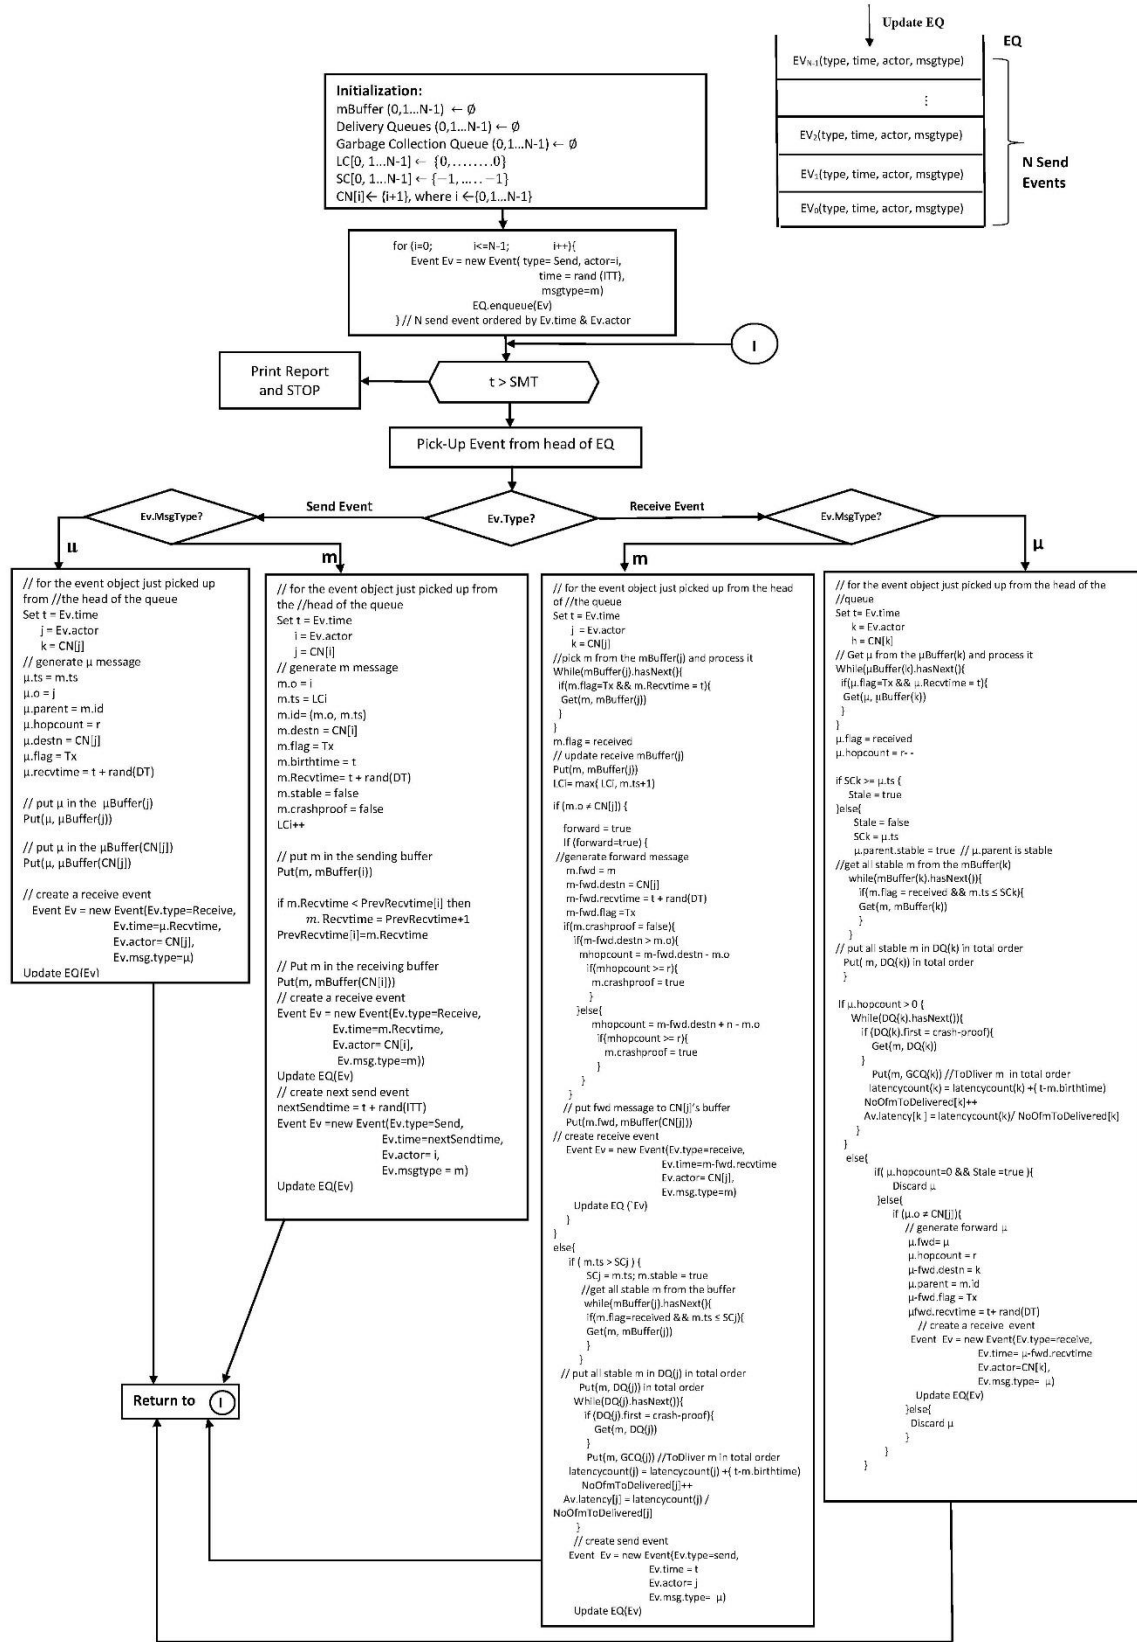 Update EQ
EQ
EV_N-1(type, time, actor, msgtype)
⋮
EV_2(type, time, actor, msgtype)
EV_1(type, time, actor, msgtype)
EV_0(type, time, actor, msgtype)
N Send
Events
Initialization:
mBuffer (0,1...N-1) ← ∅
Delivery Queues (0,1...N-1) ← ∅
Garbage Collection Queue (0,1...N-1) ← ∅
LC[0, 1...N-1] ← {0,........0}
SC[0, 1...N-1] ← {−1, ..... −1}
CN[i]← {i+1}, where i ←{0,1...N-1}
for (i=0; i<=N-1; i++){
Event Ev = new Event( type= Send, actor=i,
time = rand (ITT),
msgtype=m)
EQ.enqueue(Ev)
} // N send event ordered by Ev.time & Ev.actor
I
t > SMT
Print Report
and STOP
Pick-Up Event from head of EQ
Ev.MsgType?
Send Event
Ev.Type?
Receive Event
Ev.MsgType?
µ
m
m
µ
// for the event object just picked up
from //the head of the queue
Set t = Ev.time
j = Ev.actor
k = CN[j]
// generate µ message
µ.ts = m.ts
µ.o = j
µ.parent = m.id
µ.hopcount = r
µ.destn = CN[j]
µ.flag = Tx
µ.recvtime = t + rand(DT)
// put µ in the µBuffer(j)
Put(µ, µBuffer(j))
// put µ in the µBuffer(CN[j])
Put(µ, µBuffer(CN[j])
// create a receive event
Event Ev = new Event(Ev.type=Receive,
Ev.time=µ.Recvtime,
Ev.actor= CN[j],
Ev.msg.type=µ)
Update EQ(Ev)
// for the event object just picked up from
the //head of the queue
Set t = Ev.time
i = Ev.actor
j = CN[i]
// generate m message
m.o = i
m.ts = LCi
m.id= (m.o, m.ts)
m.destn = CN[i]
m.flag = Tx
m.birthtime = t
m.Recvtime= t + rand(DT)
m.stable = false
m.crashproof = false
LCi++
// put m in the sending buffer
Put(m, mBuffer(i))
if m.Recvtime < PrevRecvtime[i] then
m. Recvtime = PrevRecvtime+1
PrevRecvtime[i]=m.Recvtime
// Put m in the receiving buffer
Put(m, mBuffer(CN[i]))
// create a receive event
Event Ev = new Event(Ev.type=Receive,
Ev.time=m.Recvtime,
Ev.actor= CN[i],
Ev.msg.type=m))
Update EQ(Ev)
// create next send event
nextSendtime = t + rand(ITT)
Event Ev =new Event(Ev.type=Send,
Ev.time=nextSendtime,
Ev.actor= i,
Ev.msgtype = m)
Update EQ(Ev)
// for the event object just picked up from the head
of //the queue
Set t= Ev.time
j = Ev.actor
k = CN[j]
//pick m from the mBuffer(j) and process it
While(mBuffer(j).hasNext(){
if(m.flag=Tx && m.Recvtime = t){
Get(m, mBuffer(j))
}
}
m.flag = received
// update receive mBuffer(j)
Put(m, mBuffer(j))
LCi= max( LCi, m.ts+1)
if (m.o ≠ CN[j]) {
forward = true
If (forward=true) {
//generate forward message
m.fwd = m
m-fwd.destn = CN[j]
m-fwd.recvtime = t + rand(DT)
m-fwd.flag =Tx
if(m.crashproof = false){
if(m-fwd.destn > m.o){
mhopcount = m-fwd.destn - m.o
if(mhopcount >= r){
m.crashproof = true
}
}else{
mhopcount = m-fwd.destn + n - m.o
if(mhopcount >= r){
m.crashproof = true
}
}
}
// put fwd message to CN[j]'s buffer
Put(m.fwd, mBuffer(CN[j]))
// create receive event
Event Ev = new Event(Ev.type=receive,
Ev.time=m-fwd.recvtime
Ev.actor= CN[j],
Ev.msg.type=m)
Update EQ (`Ev)
}
}
else{
if ( m.ts > SCj ) {
SCj = m.ts; m.stable = true
//get all stable m from the buffer
while(mBuffer(j).hasNext(){
if(m.flag=received && m.ts ≤ SCj){
Get(m, mBuffer(j))
}
}
// put all stable m in DQ(j) in total order
Put(m, DQ(j)) in total order
While(DQ(j).hasNext()){
if (DQ(j).first = crash-proof){
Get(m, DQ(j))
}
Put(m, GCQ(j)) //ToDliver m in total order
latencycount(j) = latencycount(j) +( t-m.birthtime)
NoOfmToDelivered[j]++
Av.latency[j] = latencycount(j) /
NoOfmToDelivered[j]
}
// create send event
Event Ev = new Event(Ev.type=send,
Ev.time = t
Ev.actor= j
Ev.msg.type= µ)
Update EQ(Ev)
// for the event object just picked up from the head of the
//queue
Set t= Ev.time
k = Ev.actor
h = CN[k]
// Get µ from the µBuffer(k) and process it
While(µBuffer(k).hasNext(){
if(µ.flag=Tx && µ.Recvtime = t){
Get(µ, µBuffer(k))
}
}
µ.flag = received
µ.hopcount = r- -
if SCk >= µ.ts {
Stale = true
}else{
Stale = false
SCk = µ.ts
µ.parent.stable = true // µ.parent is stable
//get all stable m from the mBuffer(k)
while(mBuffer(k).hasNext()){
if(m.flag = received && m.ts ≤ SCk){
Get(m, mBuffer(k))
}
}
// put all stable m in DQ(k) in total order
Put( m, DQ(k)) in total order
}
If µ.hopcount > 0 {
While(DQ(k).hasNext()){
if (DQ(k).first = crash-proof){
Get(m, DQ(k))
}
Put(m, GCQ(k)) //ToDliver m in total order
latencycount(k) = latencycount(k) +( t-m.birthtime)
NoOfmToDelivered[k]++
Av.latency[k ] = latencycount(k)/ NoOfmToDelivered[k]
}
}
else{
if( µ.hopcount=0 && Stale =true ){
Discard µ
}else{
if (µ.o ≠ CN[j]){
// generate forward µ
µ.fwd= µ
µ.hopcount = r
µ-fwd.destn = k
µ.parent = m.id
µ-fwd.flag = Tx
µfwd.recvtime = t+ rand(DT)
// create a receive event
Event Ev = new Event(Ev.type=receive,
Ev.time= µ-fwd.recvtime
Ev.actor=CN[k],
Ev.msg.type= µ)
Update EQ(Ev)
}else{
Discard µ
}
}
}
Return to I